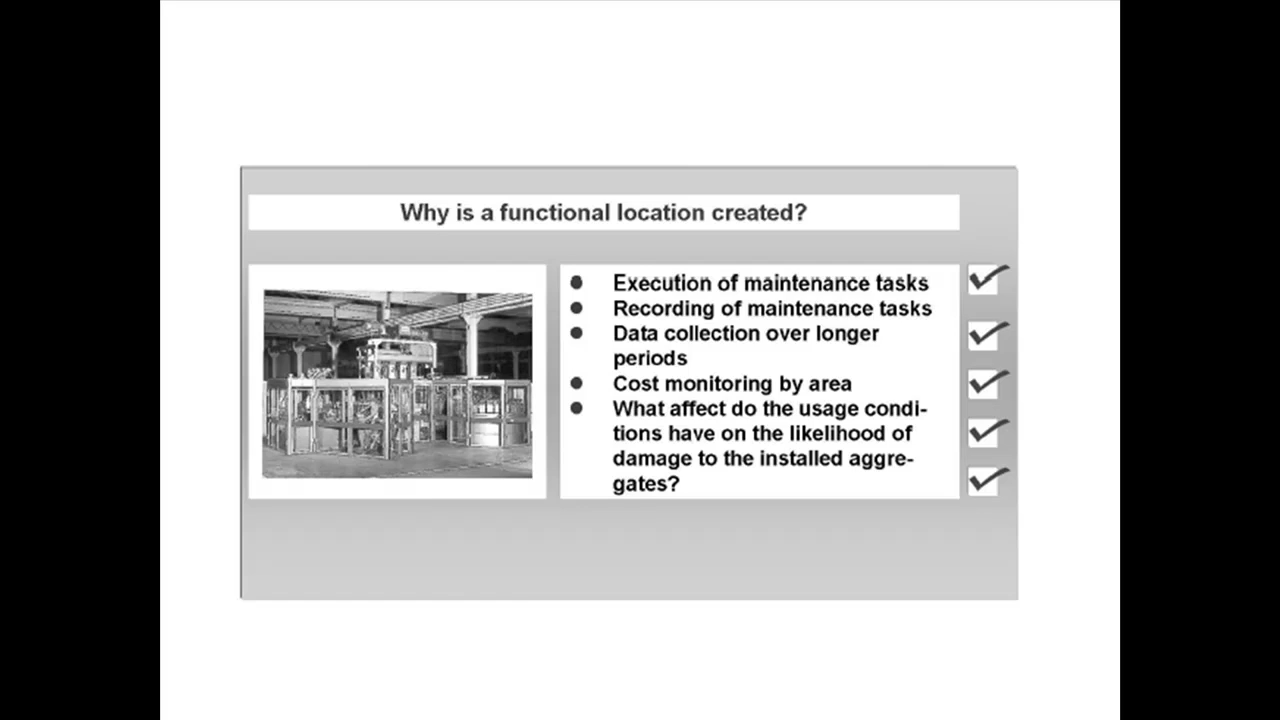 Why is a functional location created?
● Execution of maintenance tasks
● Recording of maintenance tasks
● Data collection over longer
periods
● Cost monitoring by area
● What affect do the usage condi-
tions have on the likelihood of
damage to the installed aggre-
gates?